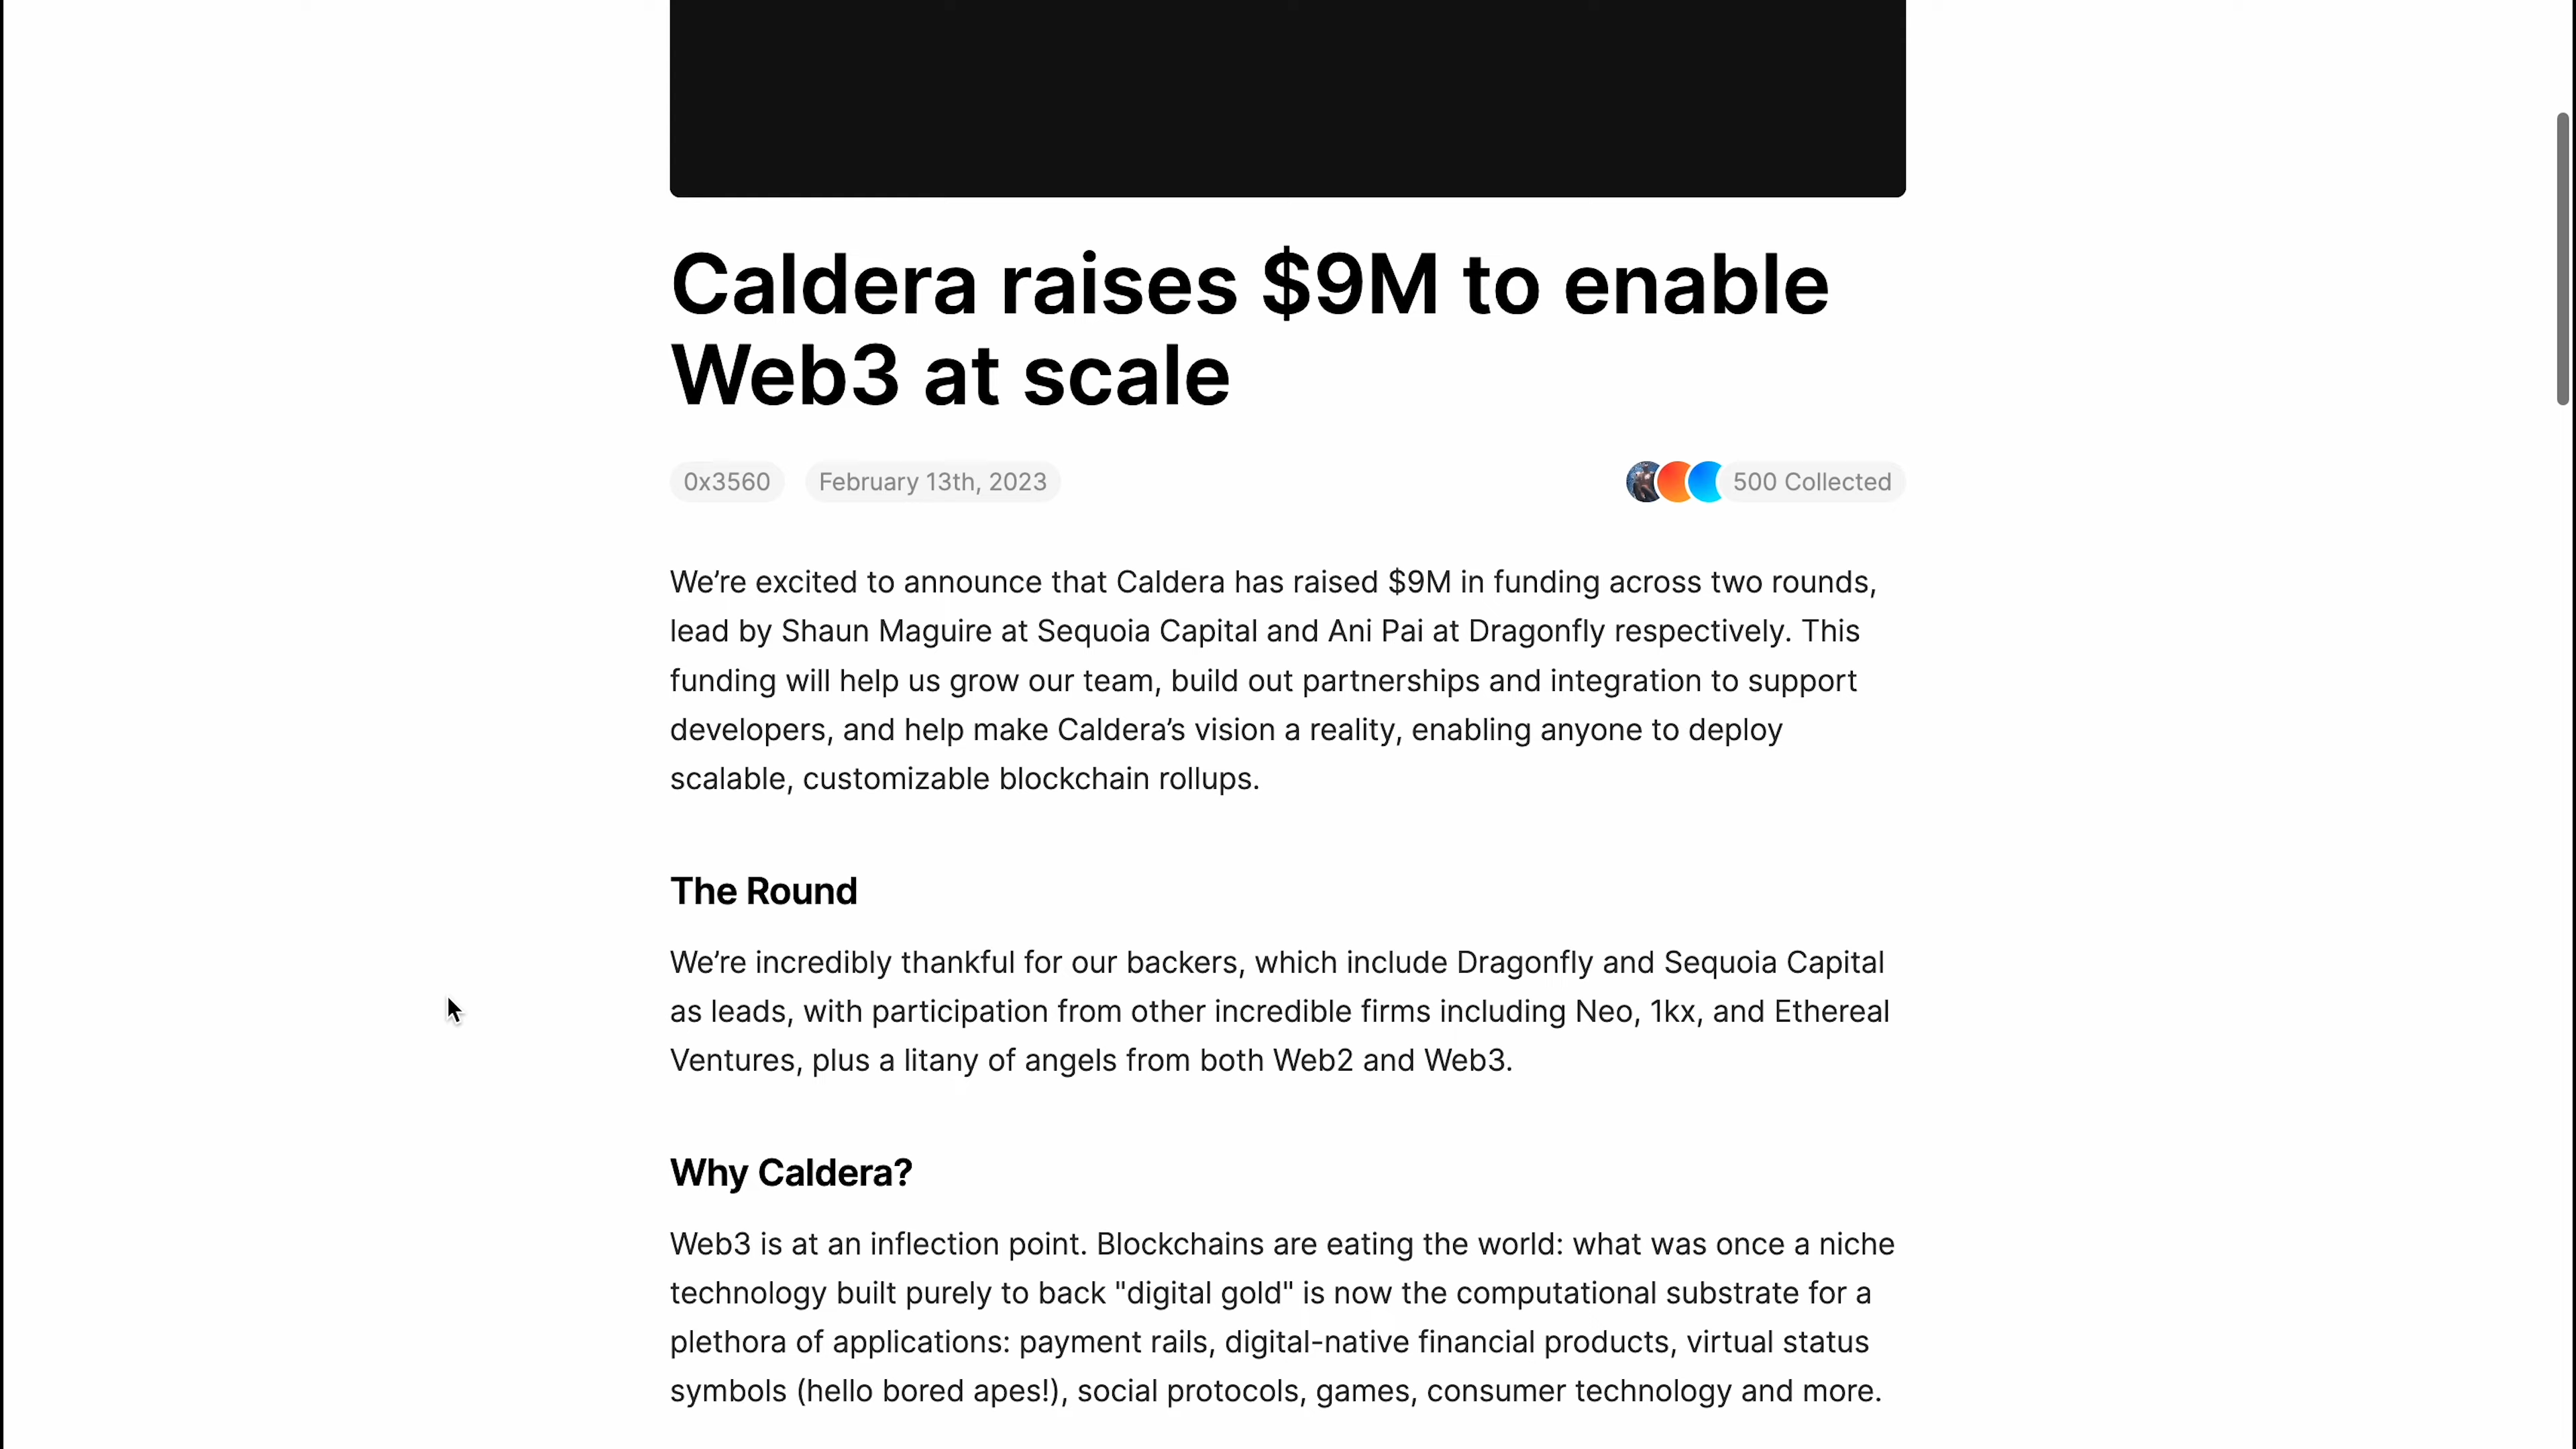 Caldera raises $9M to enable
Web3 at scale
0x3560
February 13th, 2023
500 Collected
We’re excited to announce that Caldera has raised $9M in funding across two rounds,
lead by Shaun Maguire at Sequoia Capital and Ani Pai at Dragonfly respectively. This
funding will help us grow our team, build out partnerships and integration to support
developers, and help make Caldera’s vision a reality, enabling anyone to deploy
scalable, customizable blockchain rollups.
The Round
We’re incredibly thankful for our backers, which include Dragonfly and Sequoia Capital
as leads, with participation from other incredible firms including Neo, 1kx, and Ethereal
Ventures, plus a litany of angels from both Web2 and Web3.
Why Caldera?
Web3 is at an inflection point. Blockchains are eating the world: what was once a niche
technology built purely to back "digital gold" is now the computational substrate for a
plethora of applications: payment rails, digital-native financial products, virtual status
symbols (hello bored apes!), social protocols, games, consumer technology and more.